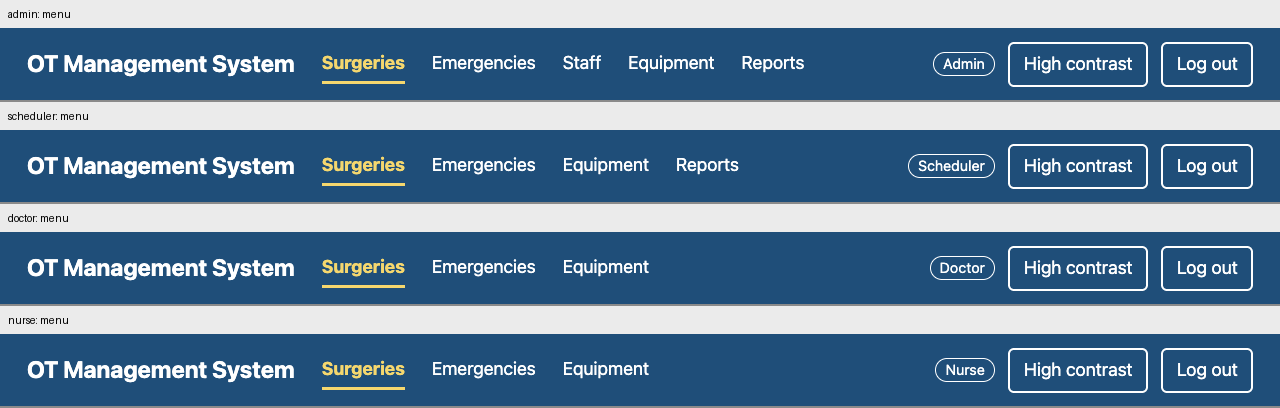 admin: menu
OT Management System Surgeries Emergencies Staff Equipment Reports Admin High contrast Log out
scheduler: menu
OT Management System Surgeries Emergencies Equipment Reports Scheduler High contrast Log out
doctor: menu
OT Management System Surgeries Emergencies Equipment Doctor High contrast Log out
nurse: menu
OT Management System Surgeries Emergencies Equipment Nurse High contrast Log out